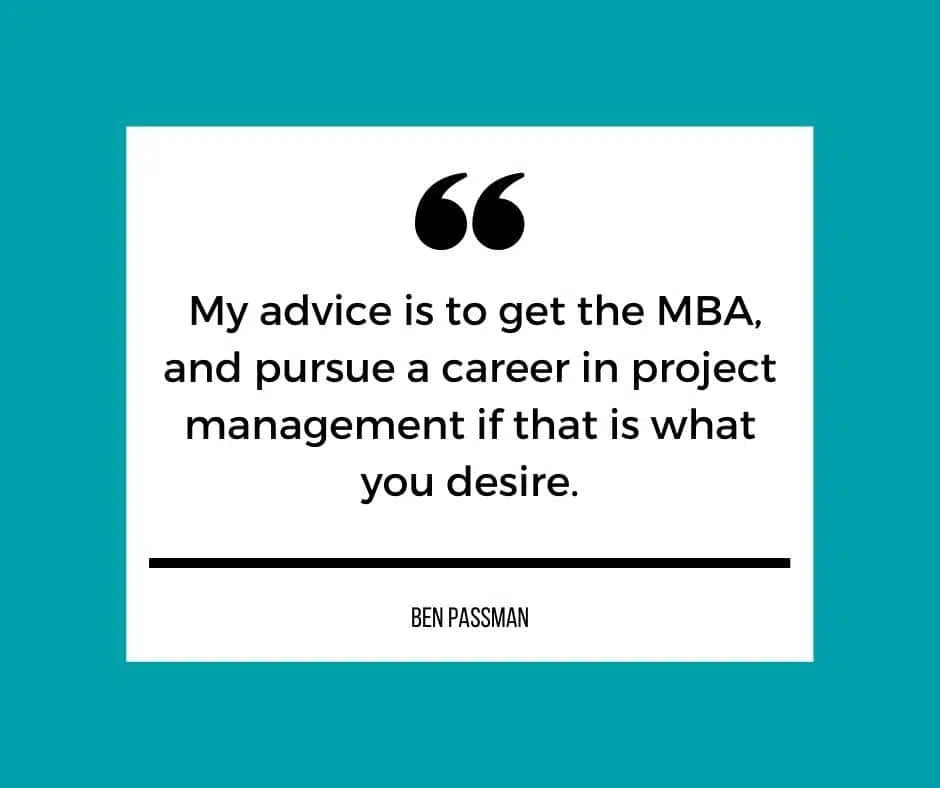 “
My advice is to get the MBA,
and pursue a career in project
management if that is what
you desire.
BEN PASSMAN